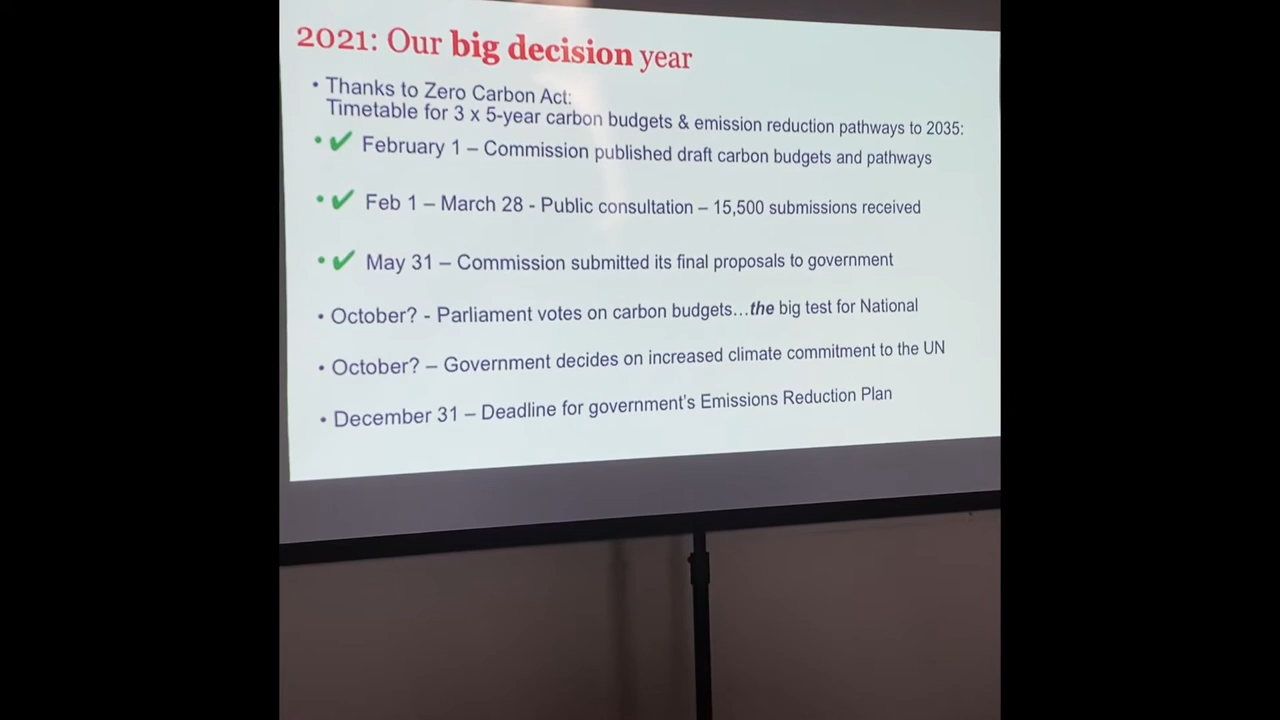 2021: Our big decision year
• Thanks to Zero Carbon Act:
Timetable for 3 x 5-year carbon budgets & emission reduction pathways to 2035:
• ✔ February 1 – Commission published draft carbon budgets and pathways
• ✔ Feb 1 – March 28 - Public consultation – 15,500 submissions received
• ✔ May 31 – Commission submitted its final proposals to government
• October? - Parliament votes on carbon budgets…the big test for National
• October? – Government decides on increased climate commitment to the UN
• December 31 – Deadline for government's Emissions Reduction Plan